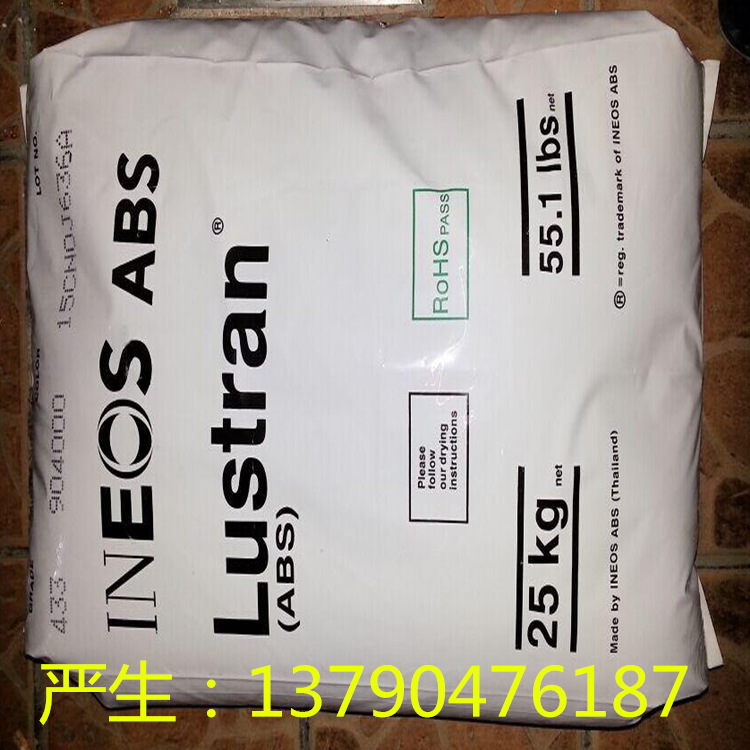 GRADE
COLOR
LOT NO.
433 904000 15CNOJ636A
INEOS ABS
Lustran®
(ABS)
Please
follow
our drying
instructions
RoHS PASS
25 kg net
55.1 lbs net
Made by INEOS ABS (Thailand)
®=reg. trademark of INEOS ABS
严生：13790476187